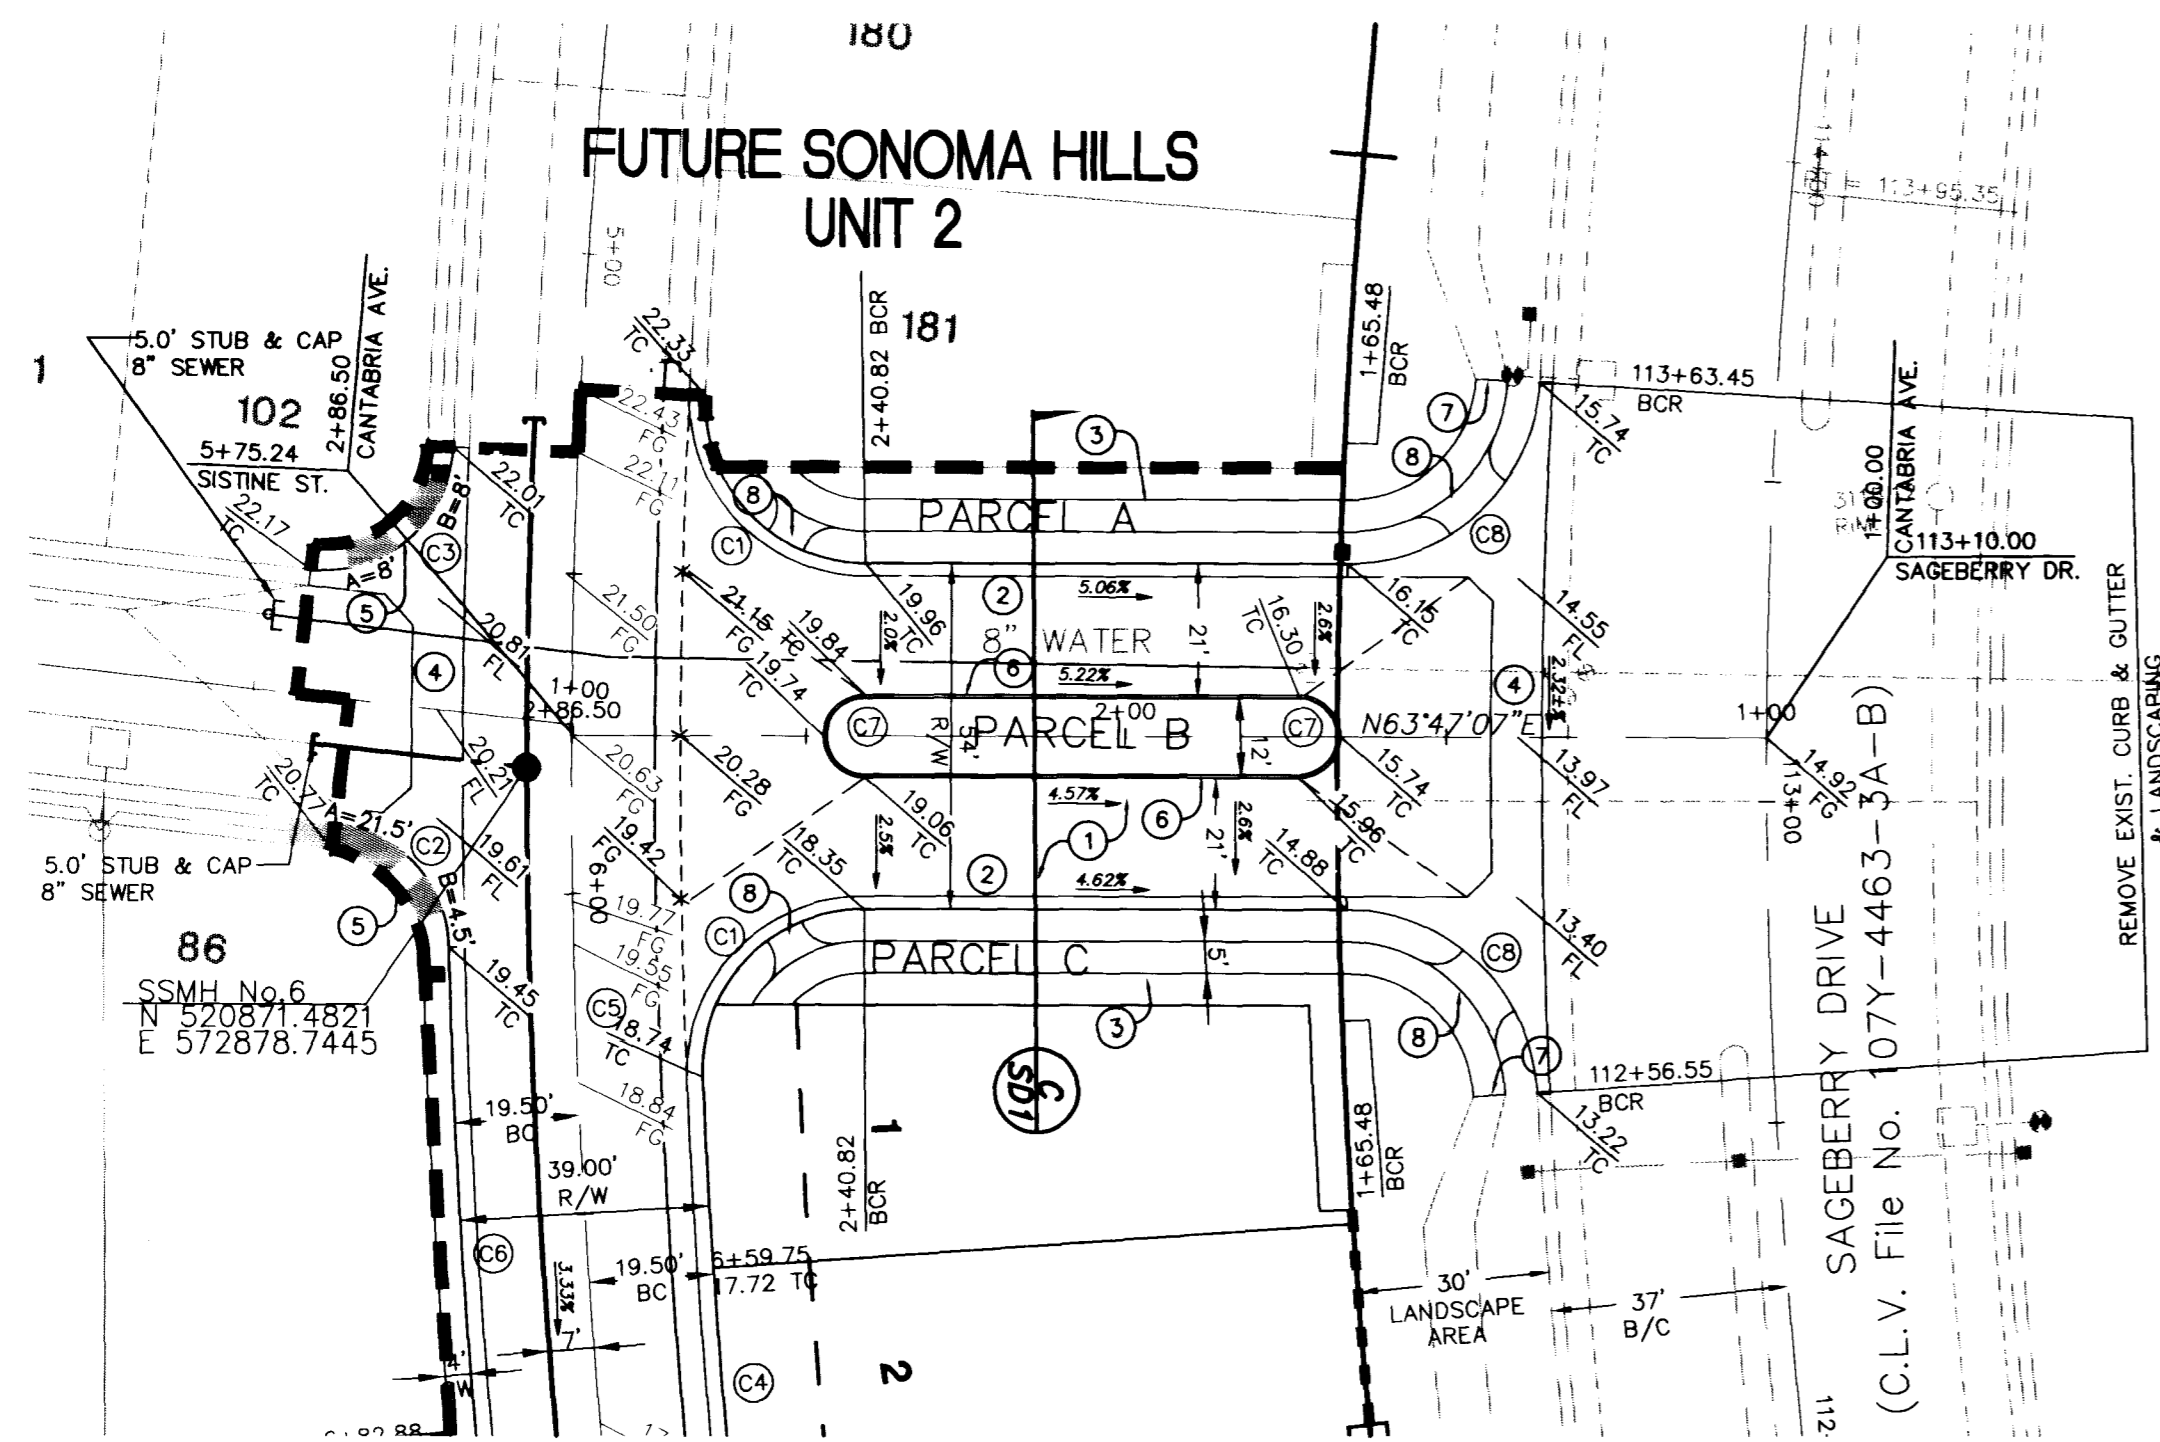 180
FUTURE SONOMA HILLS
UNIT 2
5+00
113+95.35
5.0' STUB & CAP
8" SEWER
1
102
2+86.50
CANTABRIA AVE.
5+75.24
SISTINE ST.
22.17
TC
22.33
TC
22.43
FG
22.11
FG
22.01
TC
2+40.82 BCR
181
3
1+65.48
BCR
7
8
113+63.45
BCR
15.74
TC
1+00.00
CANTABRIA AVE.
113+10.00
SAGEBERRY DR.
REMOVE EXIST. CURB & GUTTER
& LANDSCAPING
8
PARCEL A
C1
C3
C8
B=8'
A=8'
5
4
20.81
FL
21.50
FG
21.15 TC
FG
19.84
TC
19.74
TC
2.0%
19.96
TC
2
5.06%
8" WATER
6
5.22%
21'
16.30
TC
2.6%
16.15
TC
14.55
FL
4
2.32%
1+00
2+86.50
C7
R/W
54'
PARCEL B
2+00
12'
C7
N63°47'07"E
1+00
20.77
TC
20.21
FL
20.63
FG
20.28
FG
19.06
TC
4.57%
1
6
2.6%
21'
15.74
TC
15.96
TC
13.97
FL
14.92
FG
113+00
A=21.5'
C2
B=4.5'
19.61
FL
19.42
FG
6+00
18.35
TC
2.5%
2
4.62%
14.88
TC
5.0' STUB & CAP
8" SEWER
5
86
SSMH No.6
N 520871.4821
E 572878.7445
19.45
TC
19.77
FG
19.55
FG
C5
18.74
TC
18.84
FG
C1
8
PARCEL C
5'
3
C8
8
7
13.40
FL
112+56.55
BCR
13.22
TC
SAGEBERRY DRIVE
(C.L.V. File No. 107Y-4463-3A-B)
C
SD1
19.50'
BC
39.00'
R/W
1
2+40.82
BCR
1+65.48
BCR
C6
3.33%
19.50'
BC
6+59.75
17.72 TC
7'
4'
W
C4
2
30'
LANDSCAPE
AREA
37'
B/C
112
6+82.88